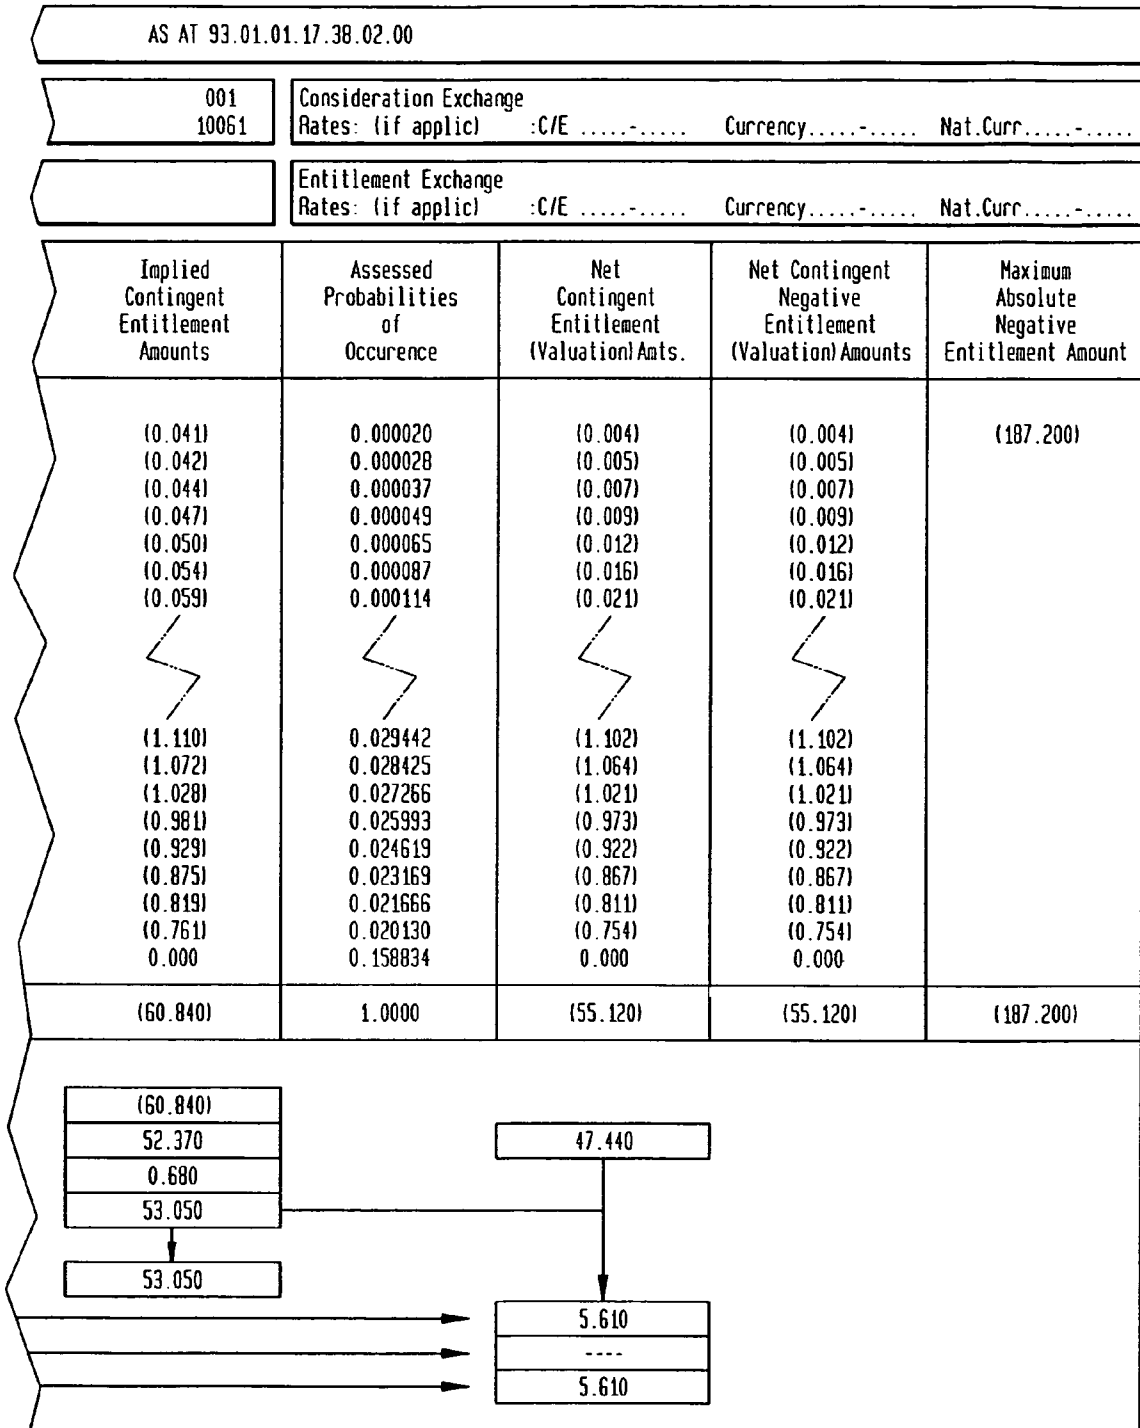 AS AT 93.01.01.17.38.02.00
001
10061
Consideration Exchange
Rates: (if applic) :C/E .....-..... Currency.....-..... Nat.Curr.....-.....
Entitlement Exchange
Rates: (if applic) :C/E .....-..... Currency.....-..... Nat.Curr.....-.....
Implied Contingent Entitlement Amounts
Assessed Probabilities of Occurence
Net Contingent Entitlement (Valuation) Amts.
Net Contingent Negative Entitlement (Valuation) Amounts
Maximum Absolute Negative Entitlement Amount
(0.041) 0.000020 (0.004) (0.004) (187.200)
(0.042) 0.000028 (0.005) (0.005)
(0.044) 0.000037 (0.007) (0.007)
(0.047) 0.000049 (0.009) (0.009)
(0.050) 0.000065 (0.012) (0.012)
(0.054) 0.000087 (0.016) (0.016)
(0.059) 0.000114 (0.021) (0.021)
(1.110) 0.029442 (1.102) (1.102)
(1.072) 0.028425 (1.064) (1.064)
(1.028) 0.027266 (1.021) (1.021)
(0.981) 0.025993 (0.973) (0.973)
(0.929) 0.024619 (0.922) (0.922)
(0.875) 0.023169 (0.867) (0.867)
(0.819) 0.021666 (0.811) (0.811)
(0.761) 0.020130 (0.754) (0.754)
0.000 0.158834 0.000 0.000
(60.840) 1.0000 (55.120) (55.120) (187.200)
(60.840)
52.370 47.440
0.680
53.050
53.050
5.610
----
5.610